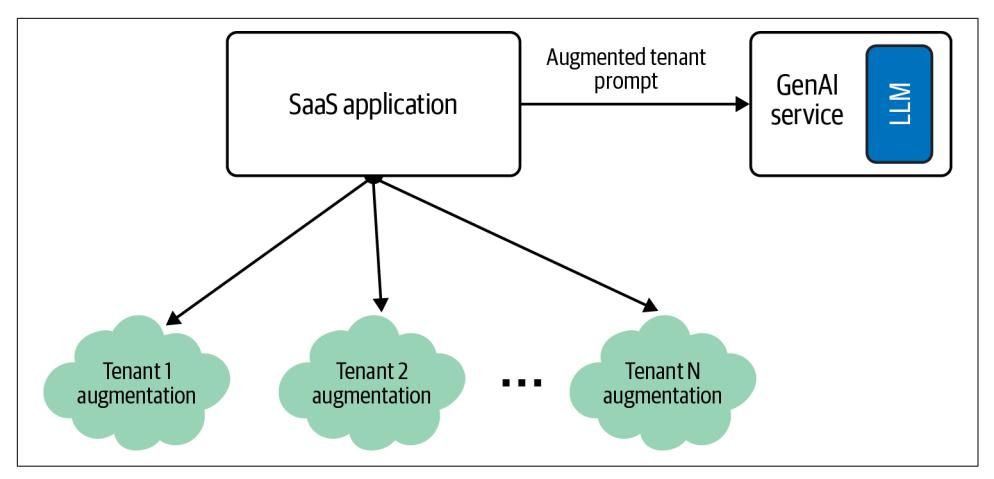 SaaS application
Augmented tenant
prompt
GenAI
service
LLM
Tenant 1
augmentation
Tenant 2
augmentation
...
Tenant N
augmentation